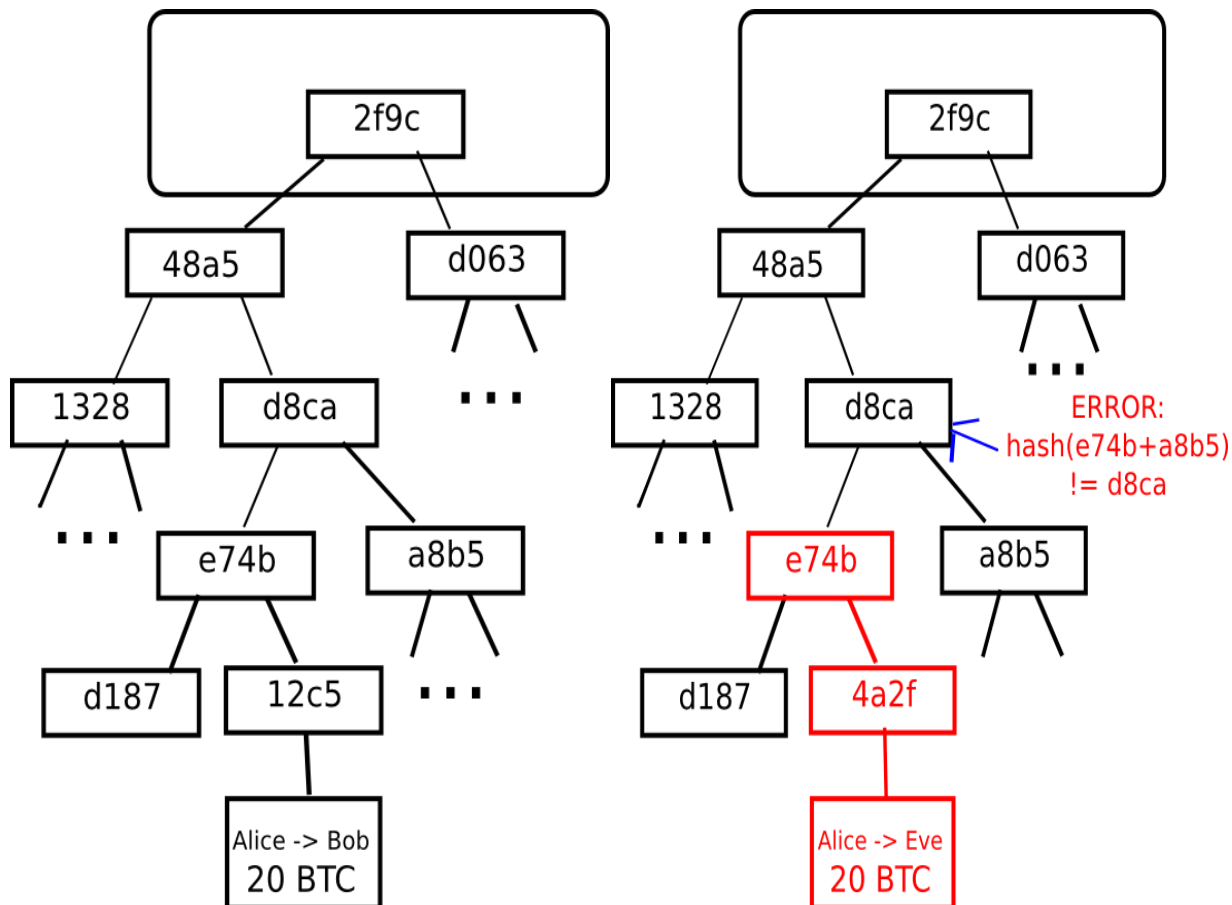 2f9c
48a5
d063
1328
d8ca
...
...
e74b
a8b5
d187
12c5
...
Alice -> Bob
20 BTC
2f9c
48a5
d063
...
1328
d8ca
ERROR:
hash(e74b+a8b5)
!= d8ca
...
e74b
a8b5
d187
4a2f
Alice -> Eve
20 BTC